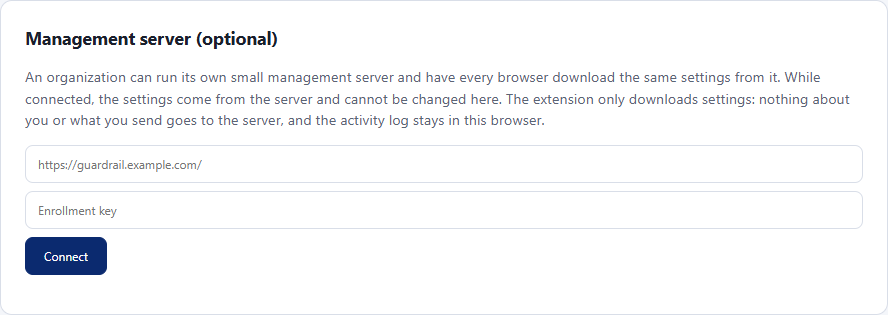 Management server (optional)
An organization can run its own small management server and have every browser download the same settings from it. While
connected, the settings come from the server and cannot be changed here. The extension only downloads settings: nothing about
you or what you send goes to the server, and the activity log stays in this browser.
https://guardrail.example.com/
Enrollment key
Connect